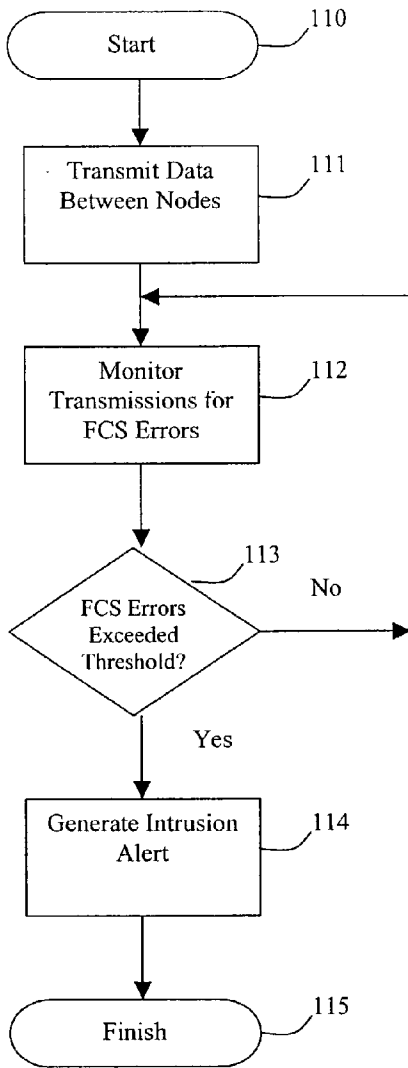 Start
110
Transmit Data
Between Nodes
111
Monitor
Transmissions for
FCS Errors
112
113
FCS Errors
Exceeded
Threshold?
No
Yes
Generate Intrusion
Alert
114
Finish
115